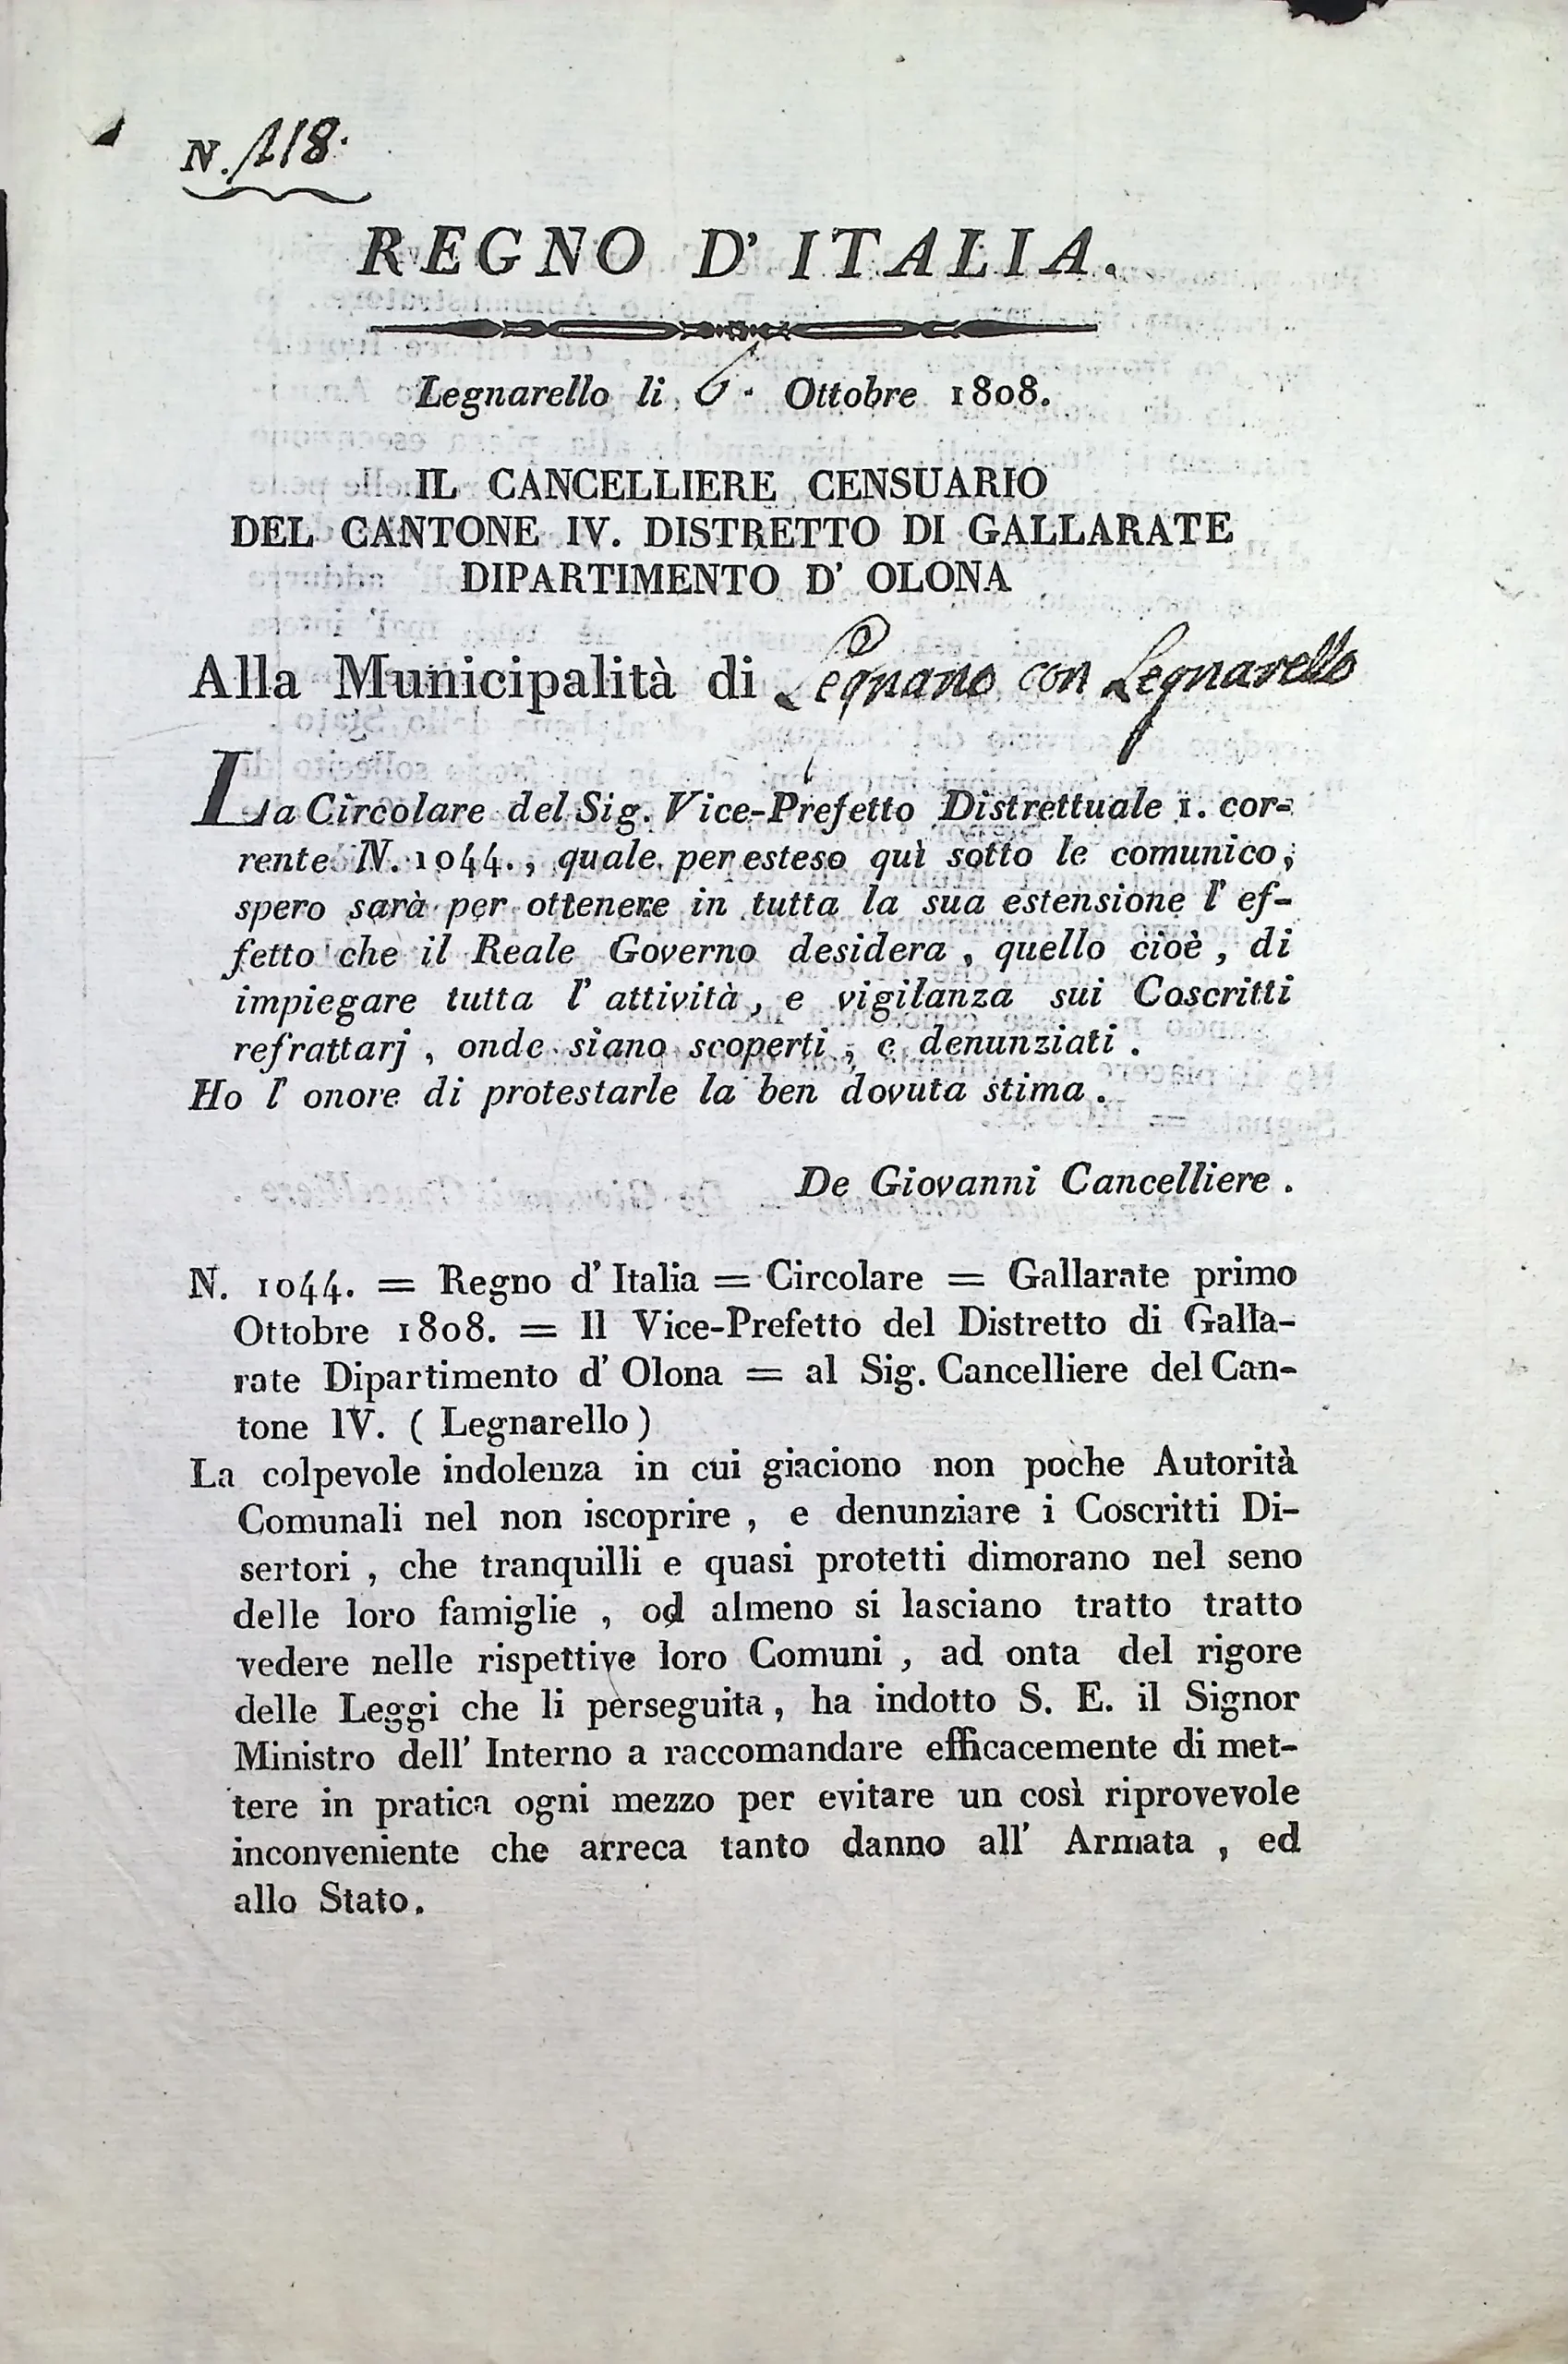 N. 118.
REGNO D' ITALIA.
Legnarello li 6. Ottobre 1808.
IL CANCELLIERE CENSUARIO
DEL CANTONE IV. DISTRETTO DI GALLARATE
DIPARTIMENTO D' OLONA
Alla Municipalità di Legnano con Legnarello
La Circolare del Sig. Vice-Prefetto Distrettuale 1. cor-
rente N. 1044., quale per esteso quì sotto le comunico,
spero sarà per ottenere in tutta la sua estensione l' ef-
fetto che il Reale Governo desidera, quello cioè, di
impiegare tutta l' attività, e vigilanza sui Coscritti
refrattarj, onde siano scoperti, e denunziati.
Ho l' onore di protestarle la ben dovuta stima.
De Giovanni Cancelliere.
N. 1044. = Regno d' Italia = Circolare = Gallarate primo
Ottobre 1808. = Il Vice-Prefetto del Distretto di Galla-
rate Dipartimento d' Olona = al Sig. Cancelliere del Can-
tone IV. ( Legnarello )
La colpevole indolenza in cui giaciono non poche Autorità
Comunali nel non iscoprire, e denunziare i Coscritti Di-
sertori, che tranquilli e quasi protetti dimorano nel seno
delle loro famiglie, od almeno si lasciano tratto tratto
vedere nelle rispettive loro Comuni, ad onta del rigore
delle Leggi che li perseguita, ha indotto S. E. il Signor
Ministro dell' Interno a raccomandare efficacemente di met-
tere in pratica ogni mezzo per evitare un così riprovevole
inconveniente che arreca tanto danno all' Armata, ed
allo Stato.